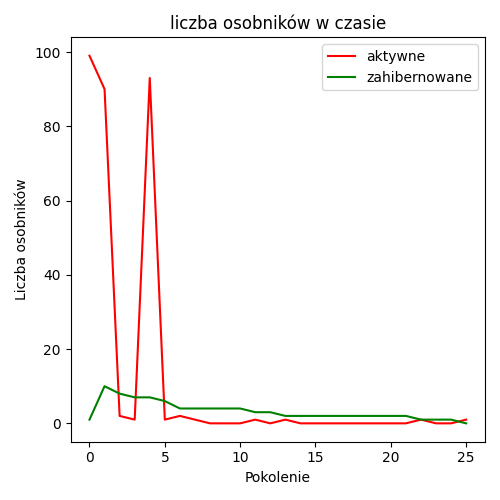 liczba osobników w czasie
aktywne
zahibernowane
Liczba osobników
100
80
60
40
20
0
0 5 10 15 20 25
Pokolenie